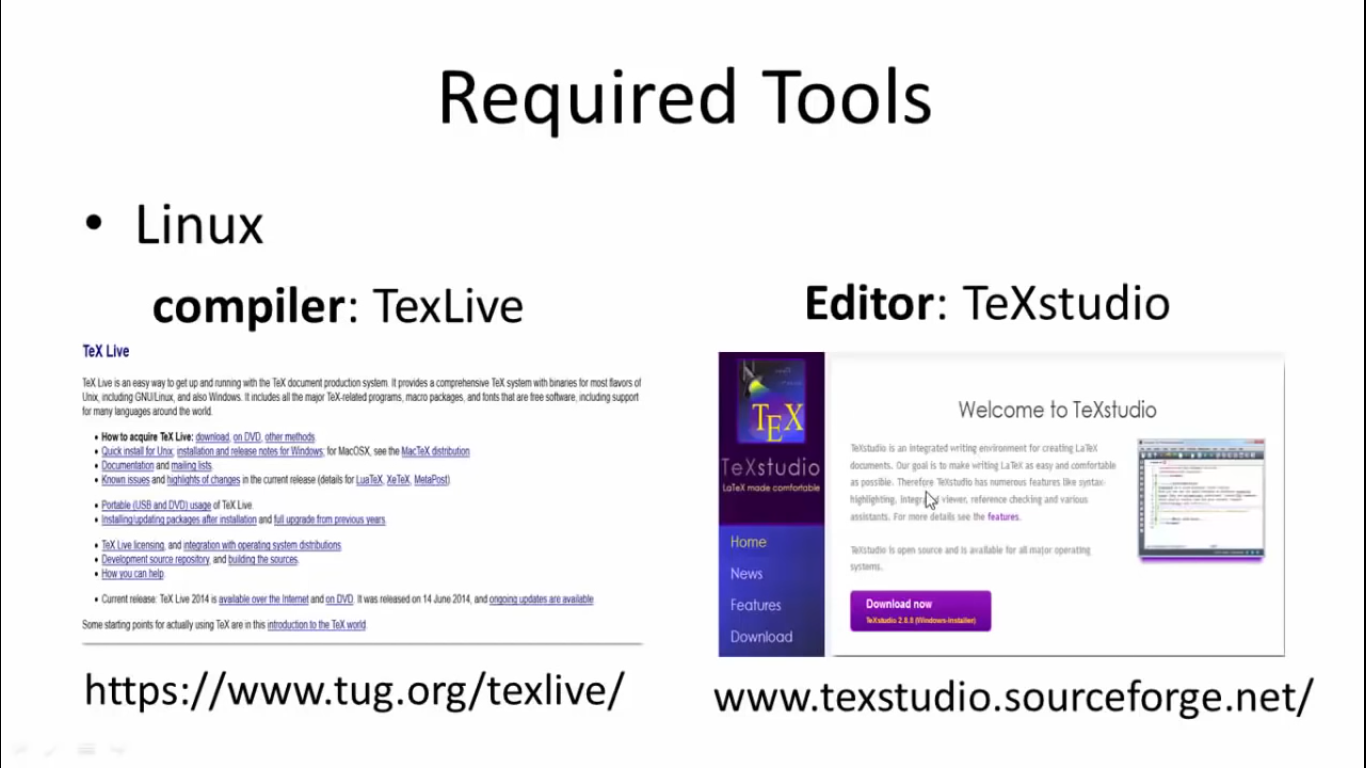 Required Tools
• Linux
compiler: TexLive
TeX Live
TeX Live is an easy way to get up and running with the TeX document production system. It provides a comprehensive TeX system with binaries for most flavors of
Unix, including GNU/Linux, and also Windows. It includes all the major TeX-related programs, macro packages, and fonts that are free software, including support
for many languages around the world.
• How to acquire TeX Live: download, on DVD, other methods.
• Quick install for Unix; installation and release notes for Windows; for MacOSX, see the MacTeX distribution
• Documentation and mailing lists.
• Known issues and highlights of changes in the current release (details for LuaTeX, XeTeX, MetaPost)
• Portable (USB and DVD) usage of TeX Live.
• Installing/updating packages after installation and full upgrade from previous years.
• TeX Live licensing, and integration with operating system distributions.
• Development source repository, and building the sources.
• How you can help.
• Current release: TeX Live 2014 is available over the Internet and on DVD. It was released on 14 June 2014, and ongoing updates are available
Some starting points for actually using TeX are in this introduction to the TeX world.
https://www.tug.org/texlive/
Editor: TeXstudio
TEX
TeXstudio
LaTeX made comfortable
Home
News
Features
Download
Welcome to TeXstudio
TeXstudio is an integrated writing environment for creating LaTeX
documents. Our goal is to make writing LaTeX as easy and comfortable
as possible. Therefore TeXstudio has numerous features like syntax-
highlighting, integrated viewer, reference checking and various
assistants. For more details see the features.
TeXstudio is open source and is available for all major operating
systems.
Download now
TeXstudio 2.8.8 (Windows-Installer)
www.texstudio.sourceforge.net/